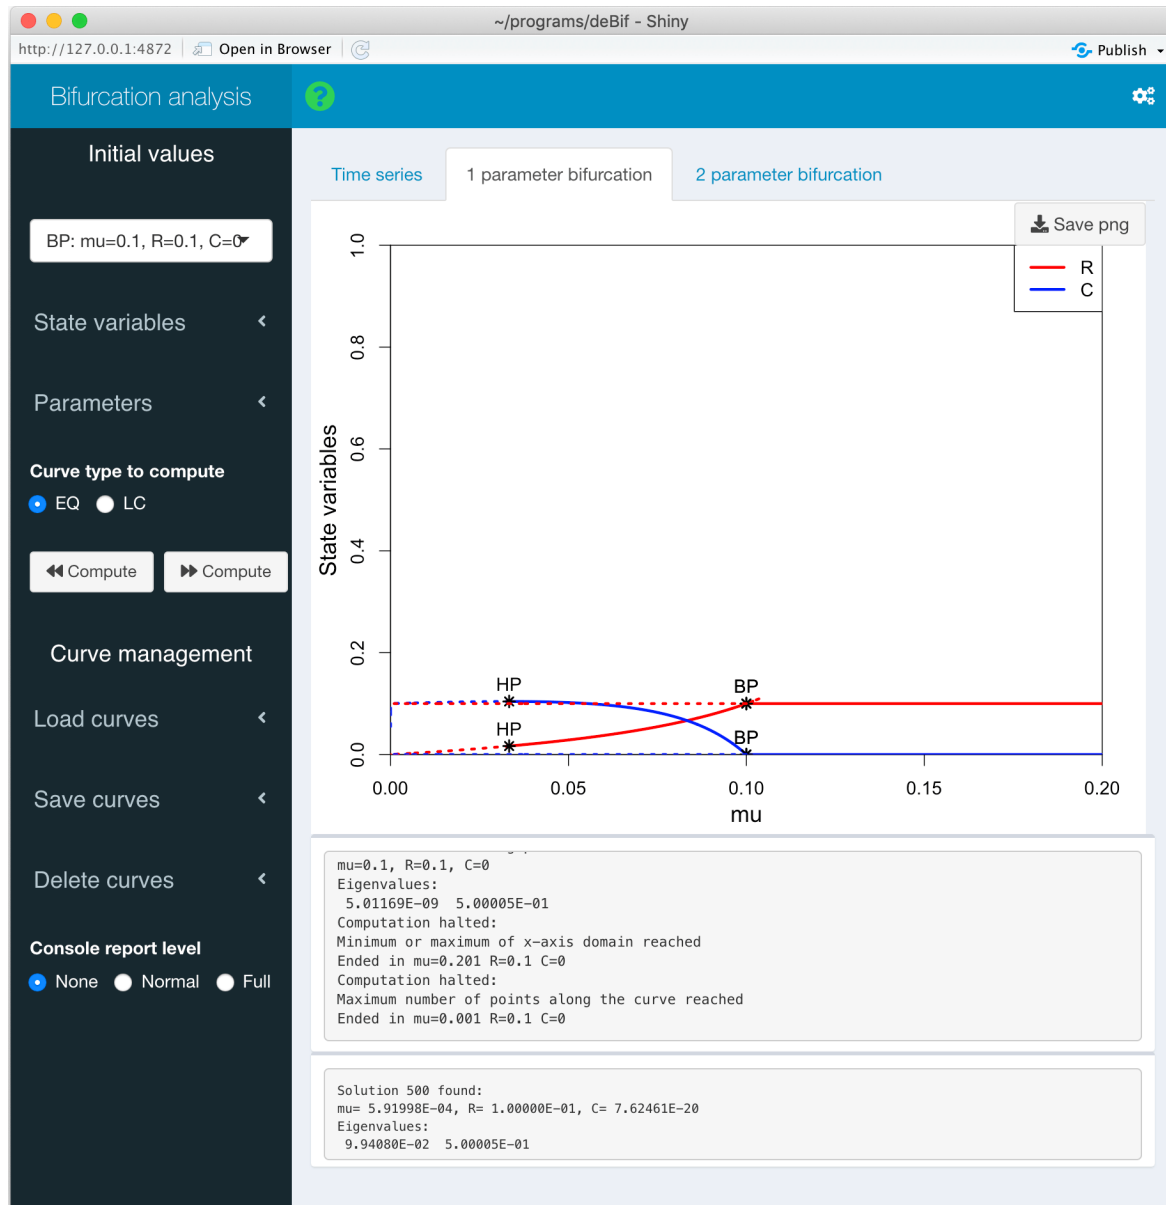 ~/programs/deBif - Shiny
http://127.0.0.1:4872 Open in Browser Publish
Bifurcation analysis ?
Initial values
BP: mu=0.1, R=0.1, C=0
State variables
Parameters
Curve type to compute
EQ LC
Compute Compute
Curve management
Load curves
Save curves
Delete curves
Console report level
None Normal Full
Time series 1 parameter bifurcation 2 parameter bifurcation
Save png
R
C
State variables
1.0
0.8
0.6
0.4
0.2
0.0
HP
BP
HP
BP
0.00 0.05 0.10 0.15 0.20
mu
mu=0.1, R=0.1, C=0
Eigenvalues:
5.01169E-09 5.00005E-01
Computation halted:
Minimum or maximum of x-axis domain reached
Ended in mu=0.201 R=0.1 C=0
Computation halted:
Maximum number of points along the curve reached
Ended in mu=0.001 R=0.1 C=0
Solution 500 found:
mu= 5.91998E-04, R= 1.00000E-01, C= 7.62461E-20
Eigenvalues:
9.94080E-02 5.00005E-01